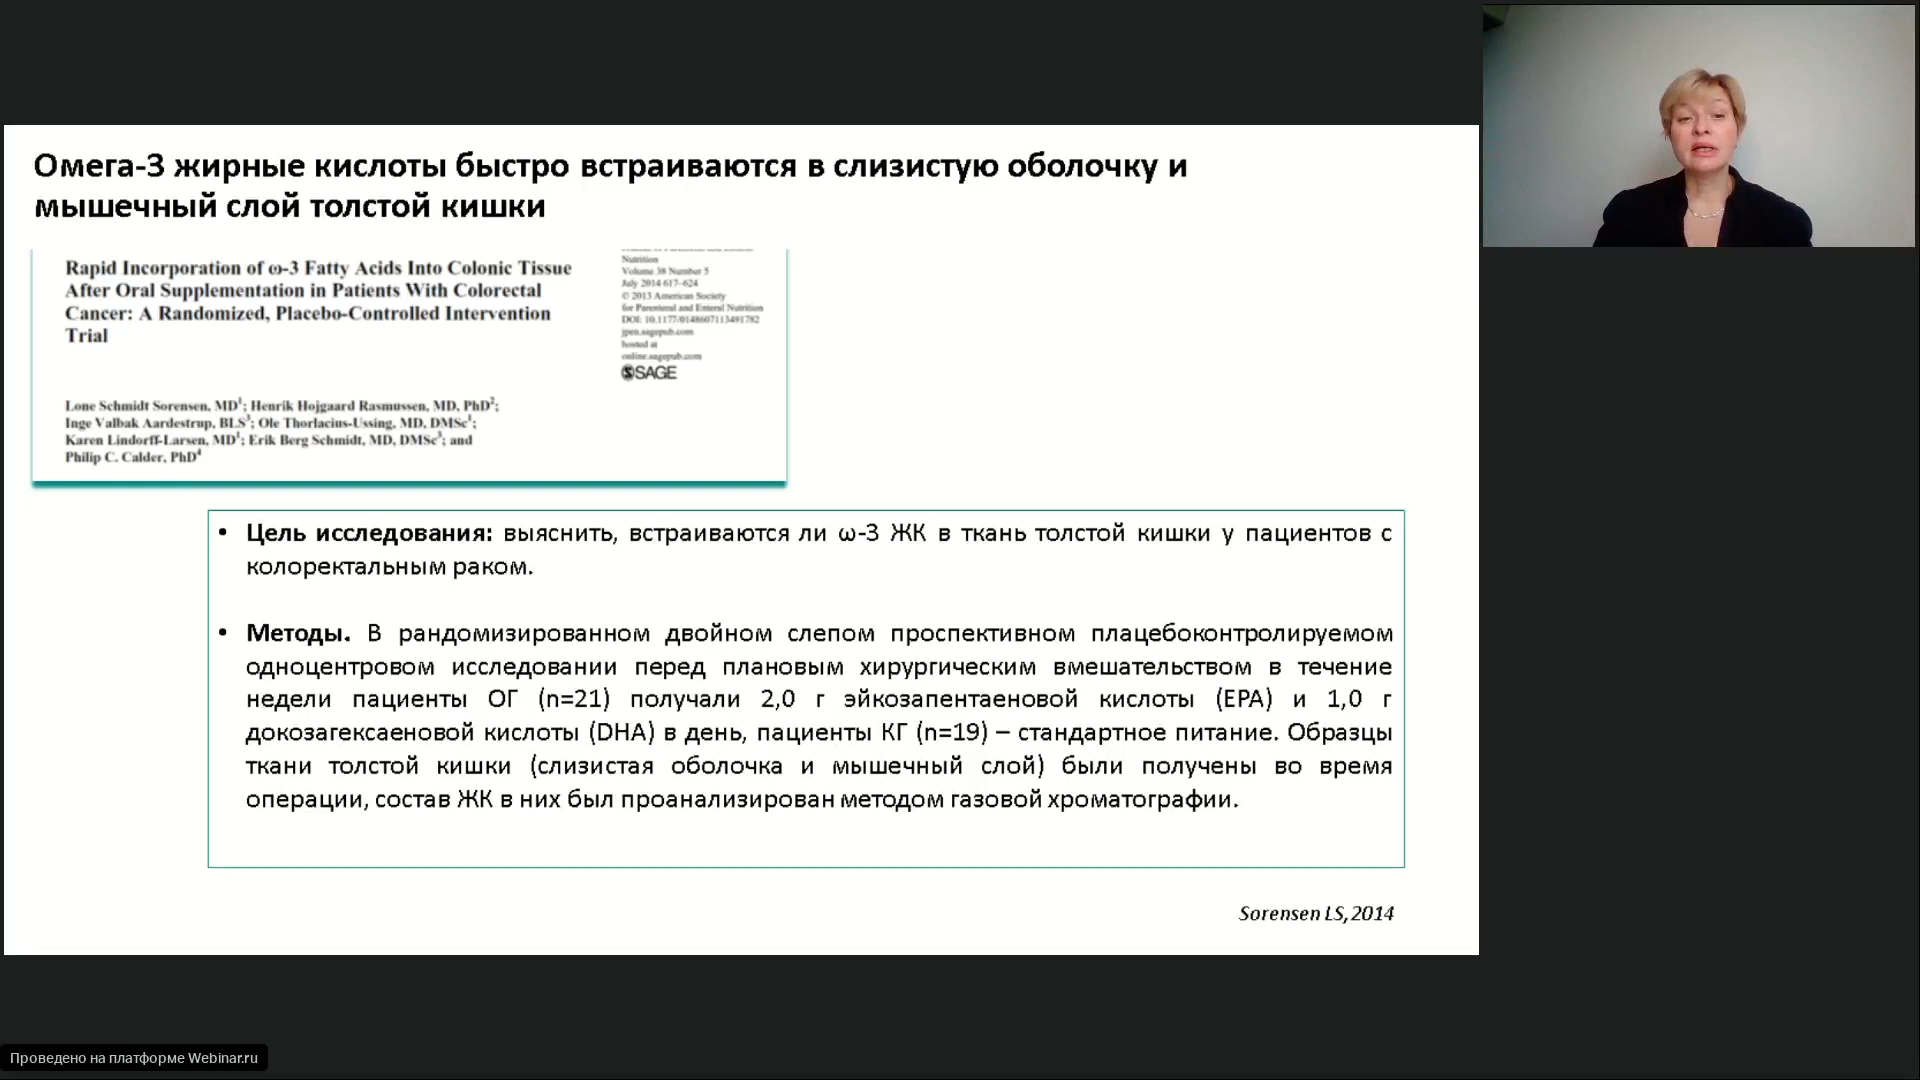 Омега-3 жирные кислоты быстро встраиваются в слизистую оболочку и
мышечный слой толстой кишки
Rapid Incorporation of ω-3 Fatty Acids Into Colonic Tissue
After Oral Supplementation in Patients With Colorectal
Cancer: A Randomized, Placebo-Controlled Intervention
Trial
Nutrition
Volume 38 Number 5
July 2014 617–624
© 2013 American Society
for Parenteral and Enteral Nutrition
DOI: 10.1177/0148607113491782
jpen.sagepub.com
hosted at
online.sagepub.com
SAGE
Lone Schmidt Sorensen, MD1; Henrik Hojgaard Rasmussen, MD, PhD2;
Inge Valbak Aardestrup, BLS3; Ole Thorlacius-Ussing, MD, DMSc1;
Karen Lindorff-Larsen, MD1; Erik Berg Schmidt, MD, DMSc3; and
Philip C. Calder, PhD4
• Цель исследования: выяснить, встраиваются ли ω-3 ЖК в ткань толстой кишки у пациентов с
колоректальным раком.
• Методы. В рандомизированном двойном слепом проспективном плацебоконтролируемом
одноцентровом исследовании перед плановым хирургическим вмешательством в течение
недели пациенты ОГ (n=21) получали 2,0 г эйкозапентаеновой кислоты (EPA) и 1,0 г
докозагексаеновой кислоты (DHA) в день, пациенты КГ (n=19) – стандартное питание. Образцы
ткани толстой кишки (слизистая оболочка и мышечный слой) были получены во время
операции, состав ЖК в них был проанализирован методом газовой хроматографии.
Sorensen LS, 2014
Проведено на платформе Webinar.ru